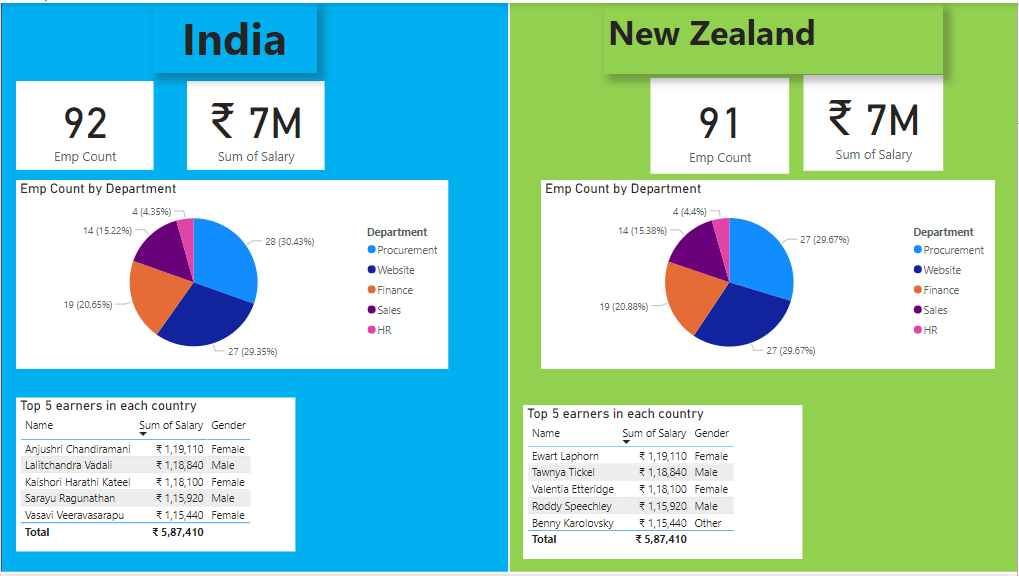 India
92
Emp Count
₹ 7M
Sum of Salary
Emp Count by Department
4 (4.35%)
14 (15.22%)
28 (30.43%)
19 (20.65%)
27 (29.35%)
Department
Procurement
Website
Finance
Sales
HR
Top 5 earners in each country
Name Sum of Salary Gender
Anjushri Chandiramani ₹ 1,19,110 Female
Lalitchandra Vadali ₹ 1,18,840 Male
Kaishori Harathi Kateel ₹ 1,18,100 Female
Sarayu Ragunathan ₹ 1,15,920 Male
Vasavi Veeravasarapu ₹ 1,15,440 Female
Total ₹ 5,87,410
New Zealand
91
Emp Count
₹ 7M
Sum of Salary
Emp Count by Department
4 (4.4%)
14 (15.38%)
27 (29.67%)
19 (20.88%)
27 (29.67%)
Department
Procurement
Website
Finance
Sales
HR
Top 5 earners in each country
Name Sum of Salary Gender
Ewart Laphorn ₹ 1,19,110 Female
Tawnya Tickel ₹ 1,18,840 Male
Valentia Etteridge ₹ 1,18,100 Female
Roddy Speechley ₹ 1,15,920 Male
Benny Karolovsky ₹ 1,15,440 Other
Total ₹ 5,87,410